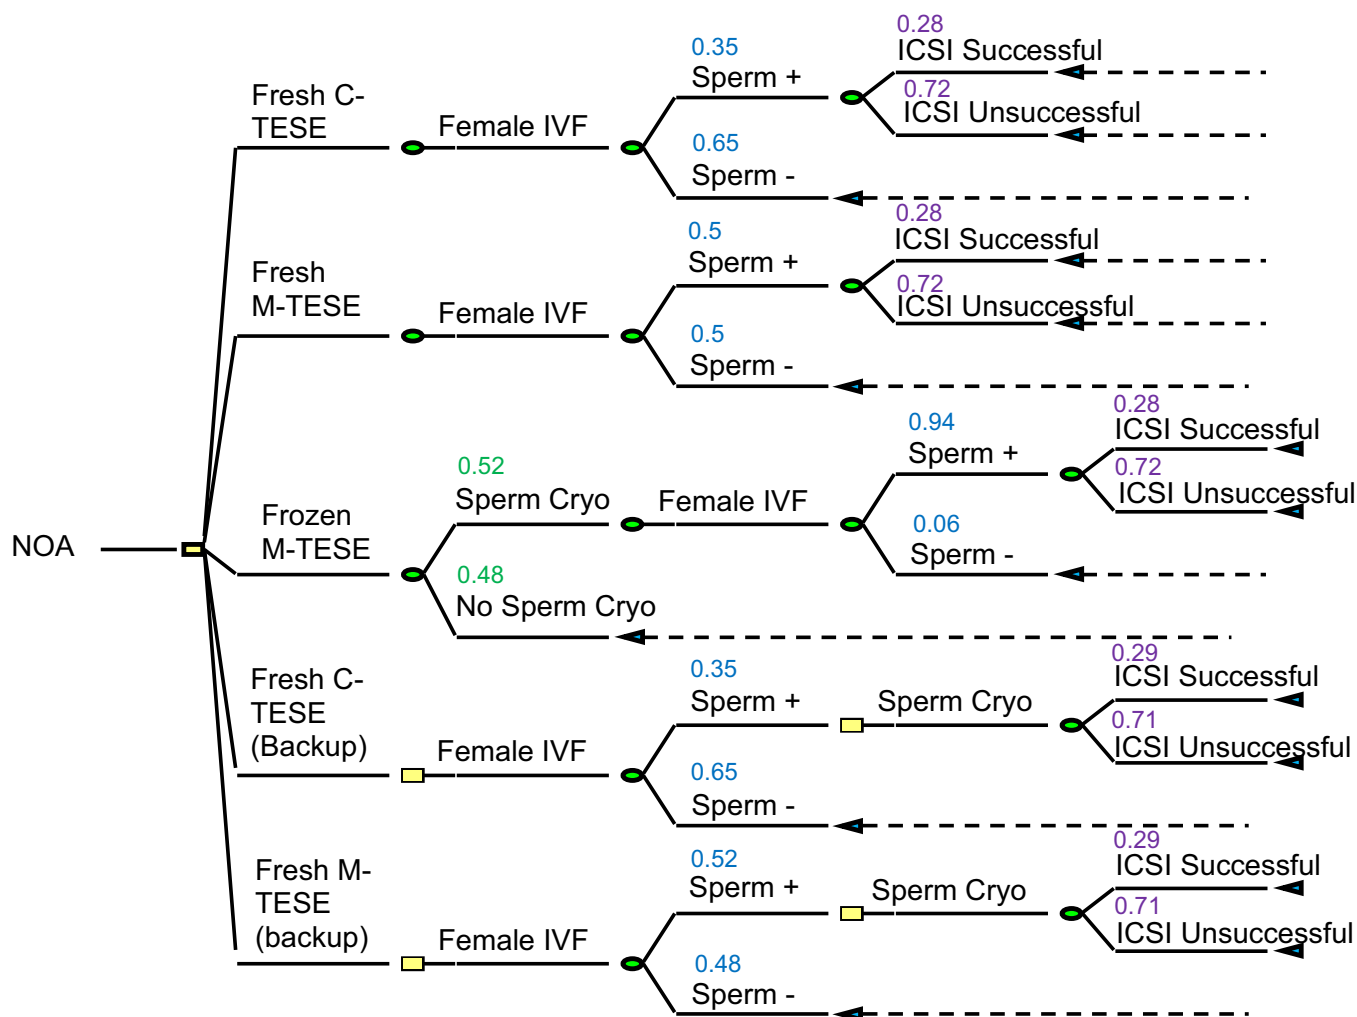 0.28
ICSI Successful
0.35
Sperm +
0.72
ICSI Unsuccessful
Fresh C-
TESE
Female IVF
0.65
Sperm -
0.28
ICSI Successful
0.5
Sperm +
0.72
ICSI Unsuccessful
Fresh
M-TESE
Female IVF
0.5
Sperm -
0.28
ICSI Successful
0.94
Sperm +
0.72
ICSI Unsuccessful
0.52
Sperm Cryo
Female IVF
0.06
Sperm -
NOA
Frozen
M-TESE
0.48
No Sperm Cryo
0.29
ICSI Successful
0.35
Sperm +
Sperm Cryo
0.71
ICSI Unsuccessful
Fresh C-
TESE
(Backup)
Female IVF
0.65
Sperm -
0.29
ICSI Successful
0.52
Sperm +
Sperm Cryo
0.71
ICSI Unsuccessful
Fresh M-
TESE
(backup)
Female IVF
0.48
Sperm -